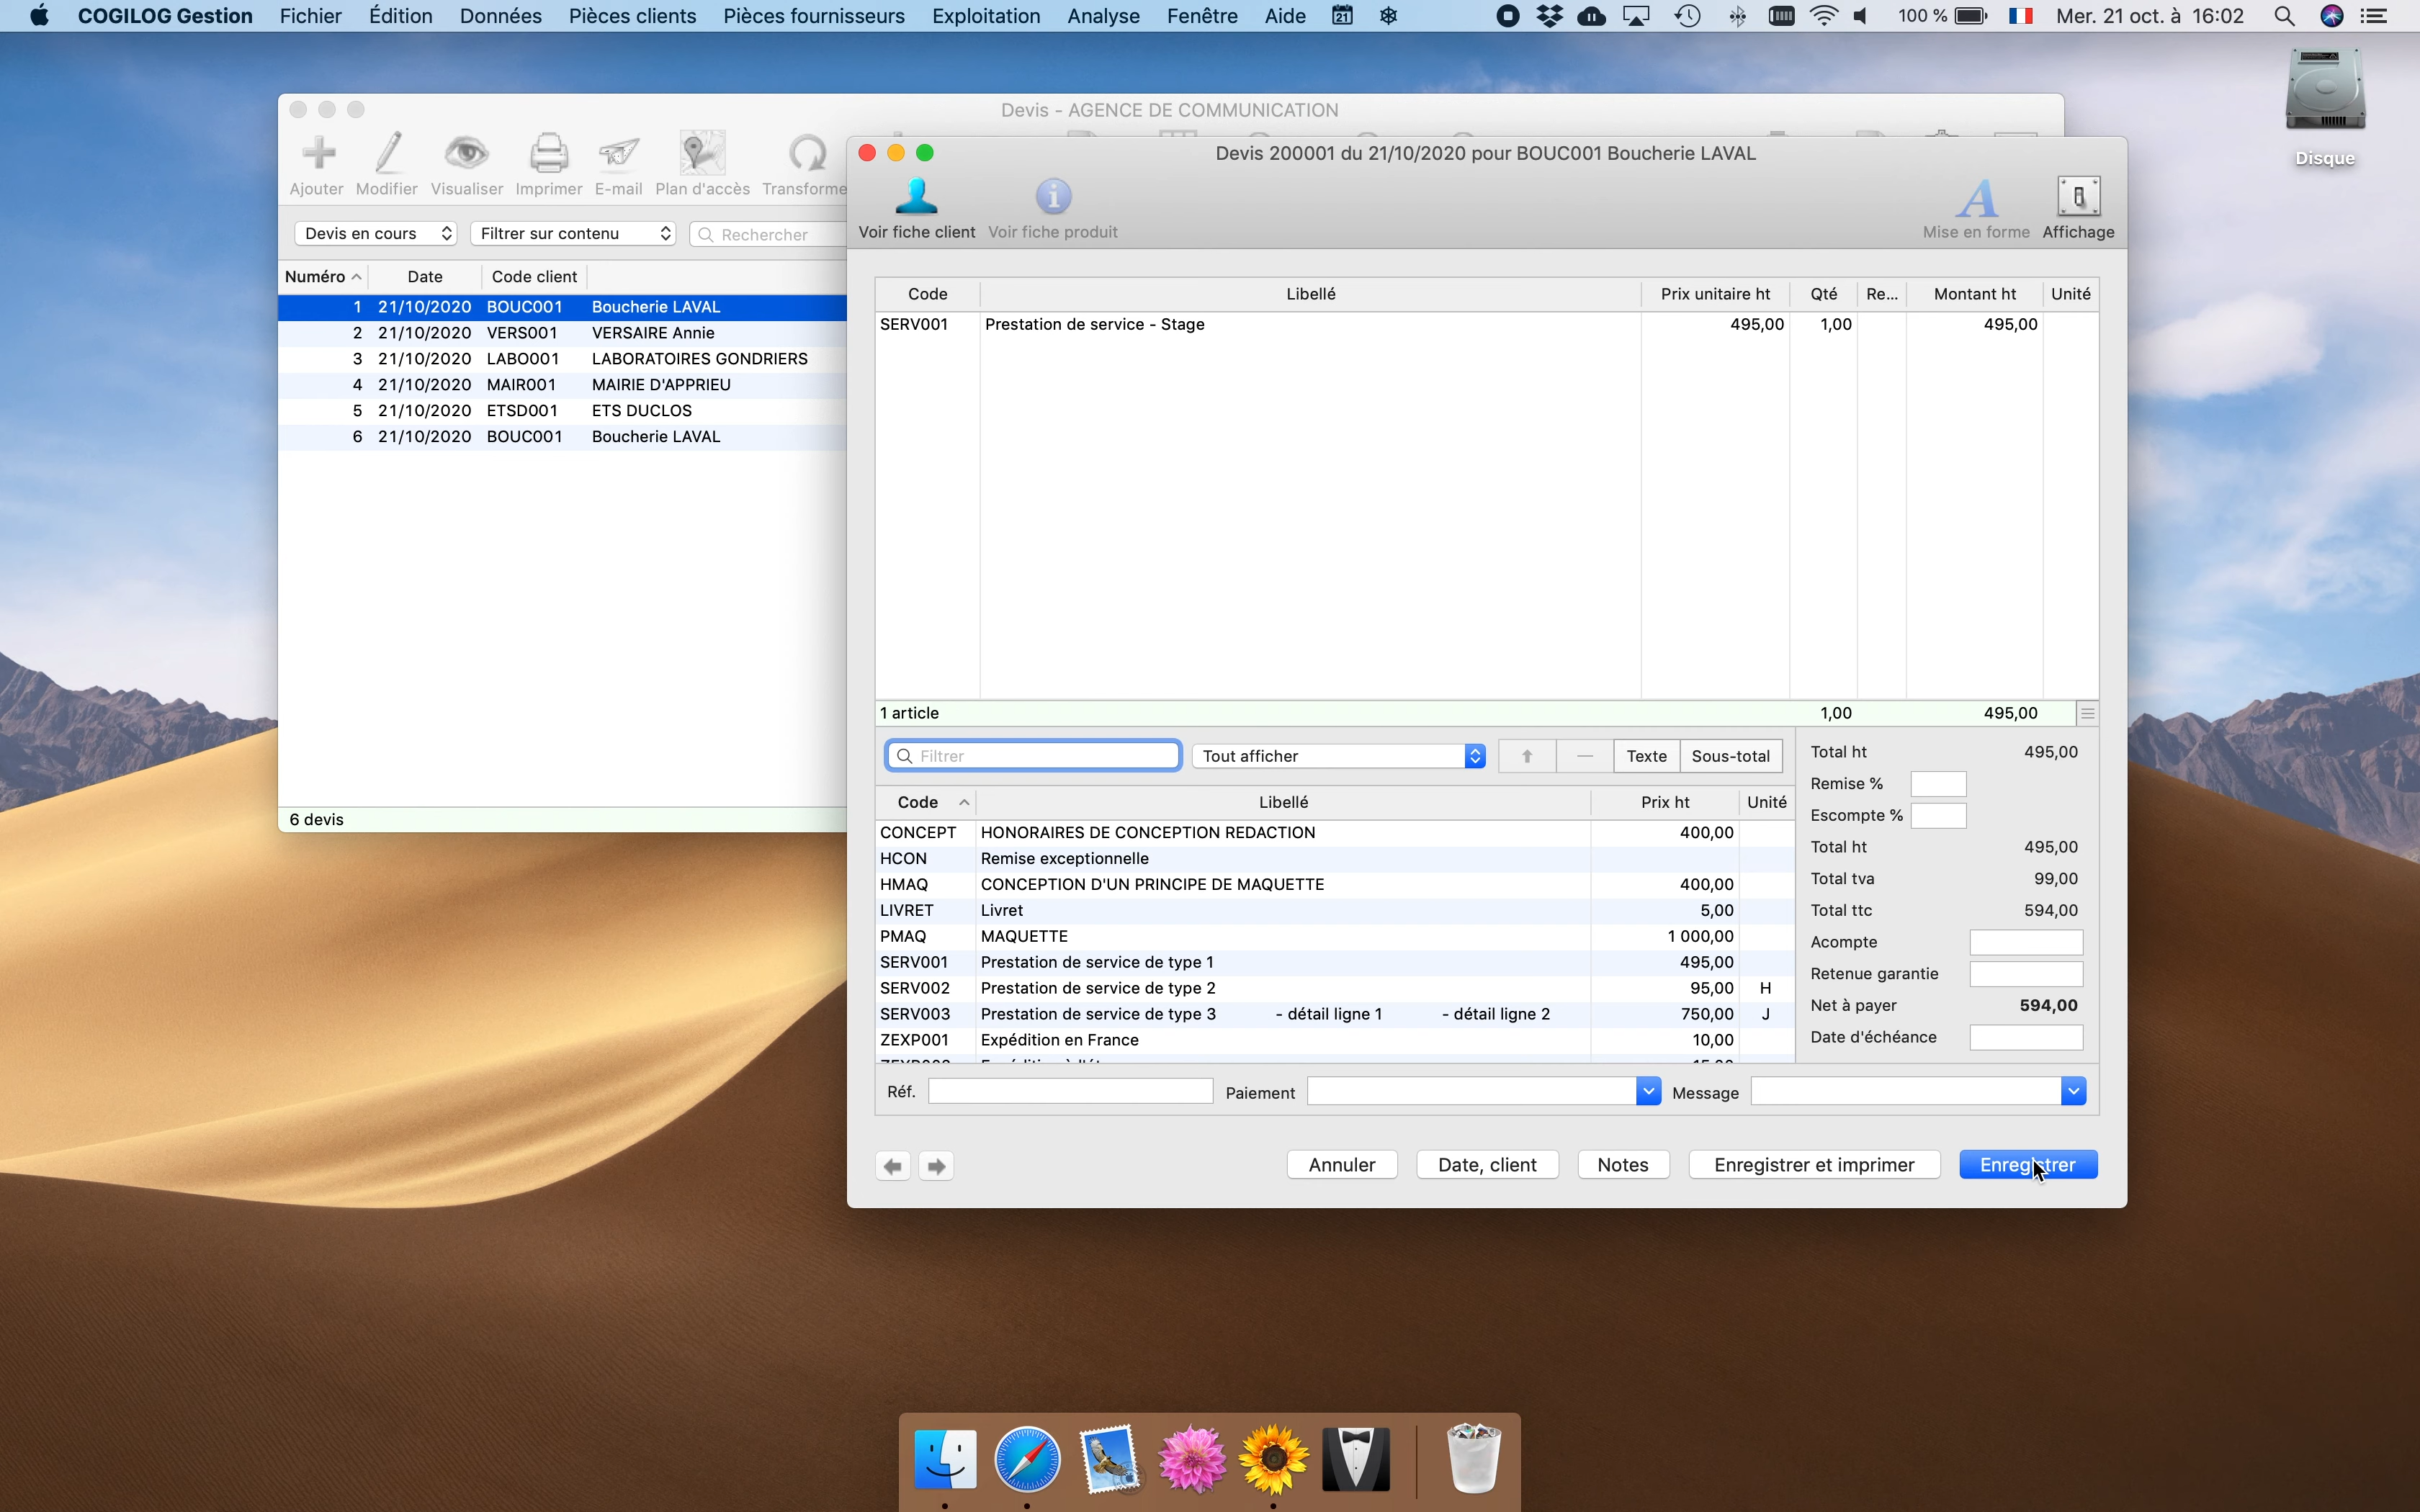 COGILOG Gestion Fichier Édition Données Pièces clients Pièces fournisseurs Exploitation Analyse Fenêtre Aide 21 100 % Mer. 21 oct. à 16:02
Disque
Devis - AGENCE DE COMMUNICATION
Ajouter Modifier Visualiser Imprimer E-mail Plan d'accès Transforme
Devis en cours Filtrer sur contenu Rechercher
Numéro Date Code client
1 21/10/2020 BOUC001 Boucherie LAVAL
2 21/10/2020 VERS001 VERSAIRE Annie
3 21/10/2020 LABO001 LABORATOIRES GONDRIERS
4 21/10/2020 MAIR001 MAIRIE D'APPRIEU
5 21/10/2020 ETSD001 ETS DUCLOS
6 21/10/2020 BOUC001 Boucherie LAVAL
6 devis
Devis 200001 du 21/10/2020 pour BOUC001 Boucherie LAVAL
Voir fiche client Voir fiche produit Mise en forme Affichage
Code Libellé Prix unitaire ht Qté Re... Montant ht Unité
SERV001 Prestation de service - Stage 495,00 1,00 495,00
1 article 1,00 495,00
Filtrer Tout afficher Texte Sous-total
Code Libellé Prix ht Unité
CONCEPT HONORAIRES DE CONCEPTION REDACTION 400,00
HCON Remise exceptionnelle
HMAQ CONCEPTION D'UN PRINCIPE DE MAQUETTE 400,00
LIVRET Livret 5,00
PMAQ MAQUETTE 1 000,00
SERV001 Prestation de service de type 1 495,00
SERV002 Prestation de service de type 2 95,00 H
SERV003 Prestation de service de type 3 - détail ligne 1 - détail ligne 2 750,00 J
ZEXP001 Expédition en France 10,00
Total ht 495,00
Remise %
Escompte %
Total ht 495,00
Total tva 99,00
Total ttc 594,00
Acompte
Retenue garantie
Net à payer 594,00
Date d'échéance
Réf. Paiement Message
Annuler Date, client Notes Enregistrer et imprimer Enregistrer